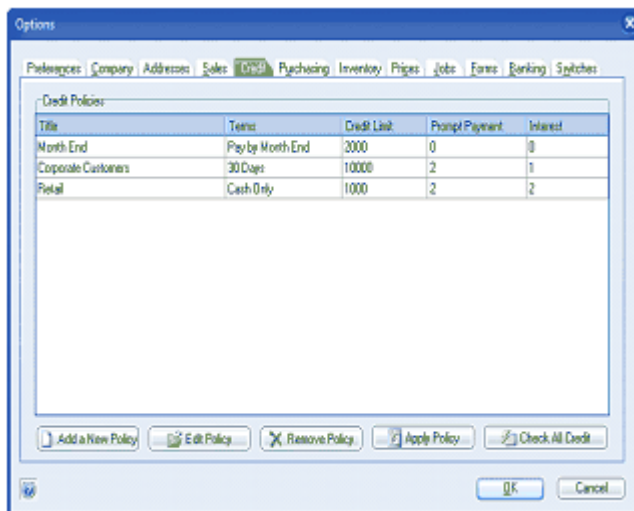 Options
Preferences Company Addresses Sales Credit Purchasing Inventory Prices Jobs Forms Banking Switches
Credit Policies
Title Terms Credit Limit Prompt Payment Interest
Month End Pay by Month End 2000 0 0
Corporate Customers 30 Days 10000 2 1
Retail Cash Only 1000 2 2
Add a New Policy Edit Policy Remove Policy Apply Policy Check All Credit
OK Cancel